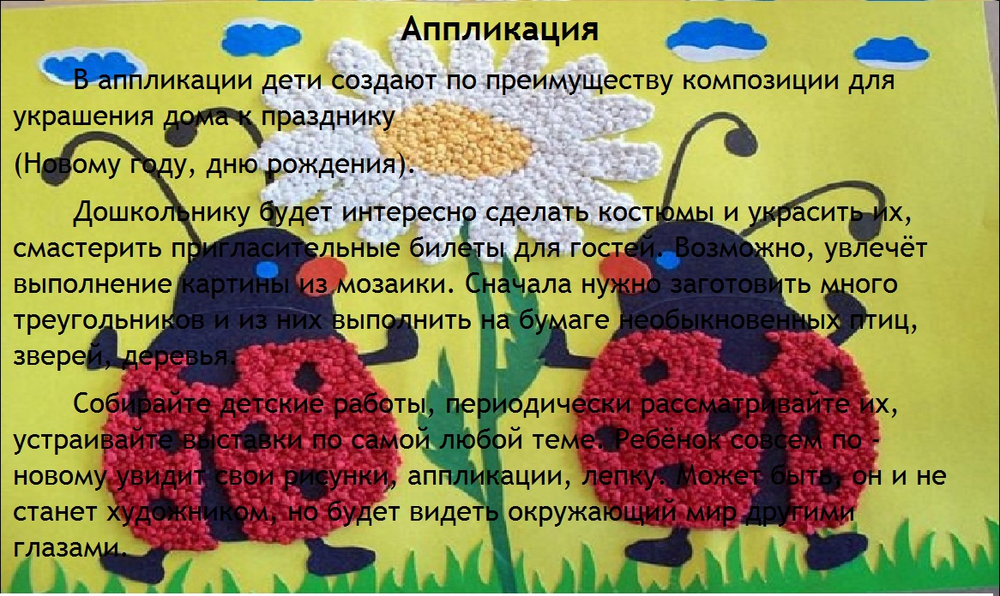 Аппликация
В аппликации дети создают по преимуществу композиции для
украшения дома к празднику
(Новому году, дню рождения).
Дошкольнику будет интересно сделать костюмы и украсить их,
смастерить пригласительные билеты для гостей. Возможно, увлечёт
выполнение картины из мозаики. Сначала нужно заготовить много
треугольников и из них выполнить на бумаге необыкновенных птиц,
зверей, деревья.
Собирайте детские работы, периодически рассматривайте их,
устраивайте выставки по самой любой теме. Ребёнок совсем по -
новому увидит свои рисунки, аппликации, лепку. Может быть, он и не
станет художником, но будет видеть окружающий мир другими
глазами.